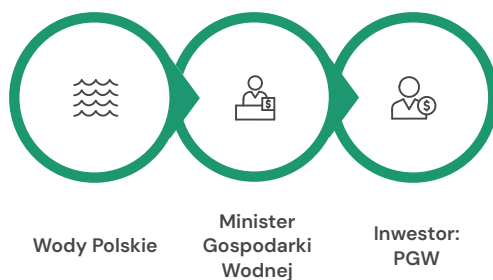 $
$
Wody Polskie
Minister
Gospodarki
Wodnej
Inwestor:
PGW